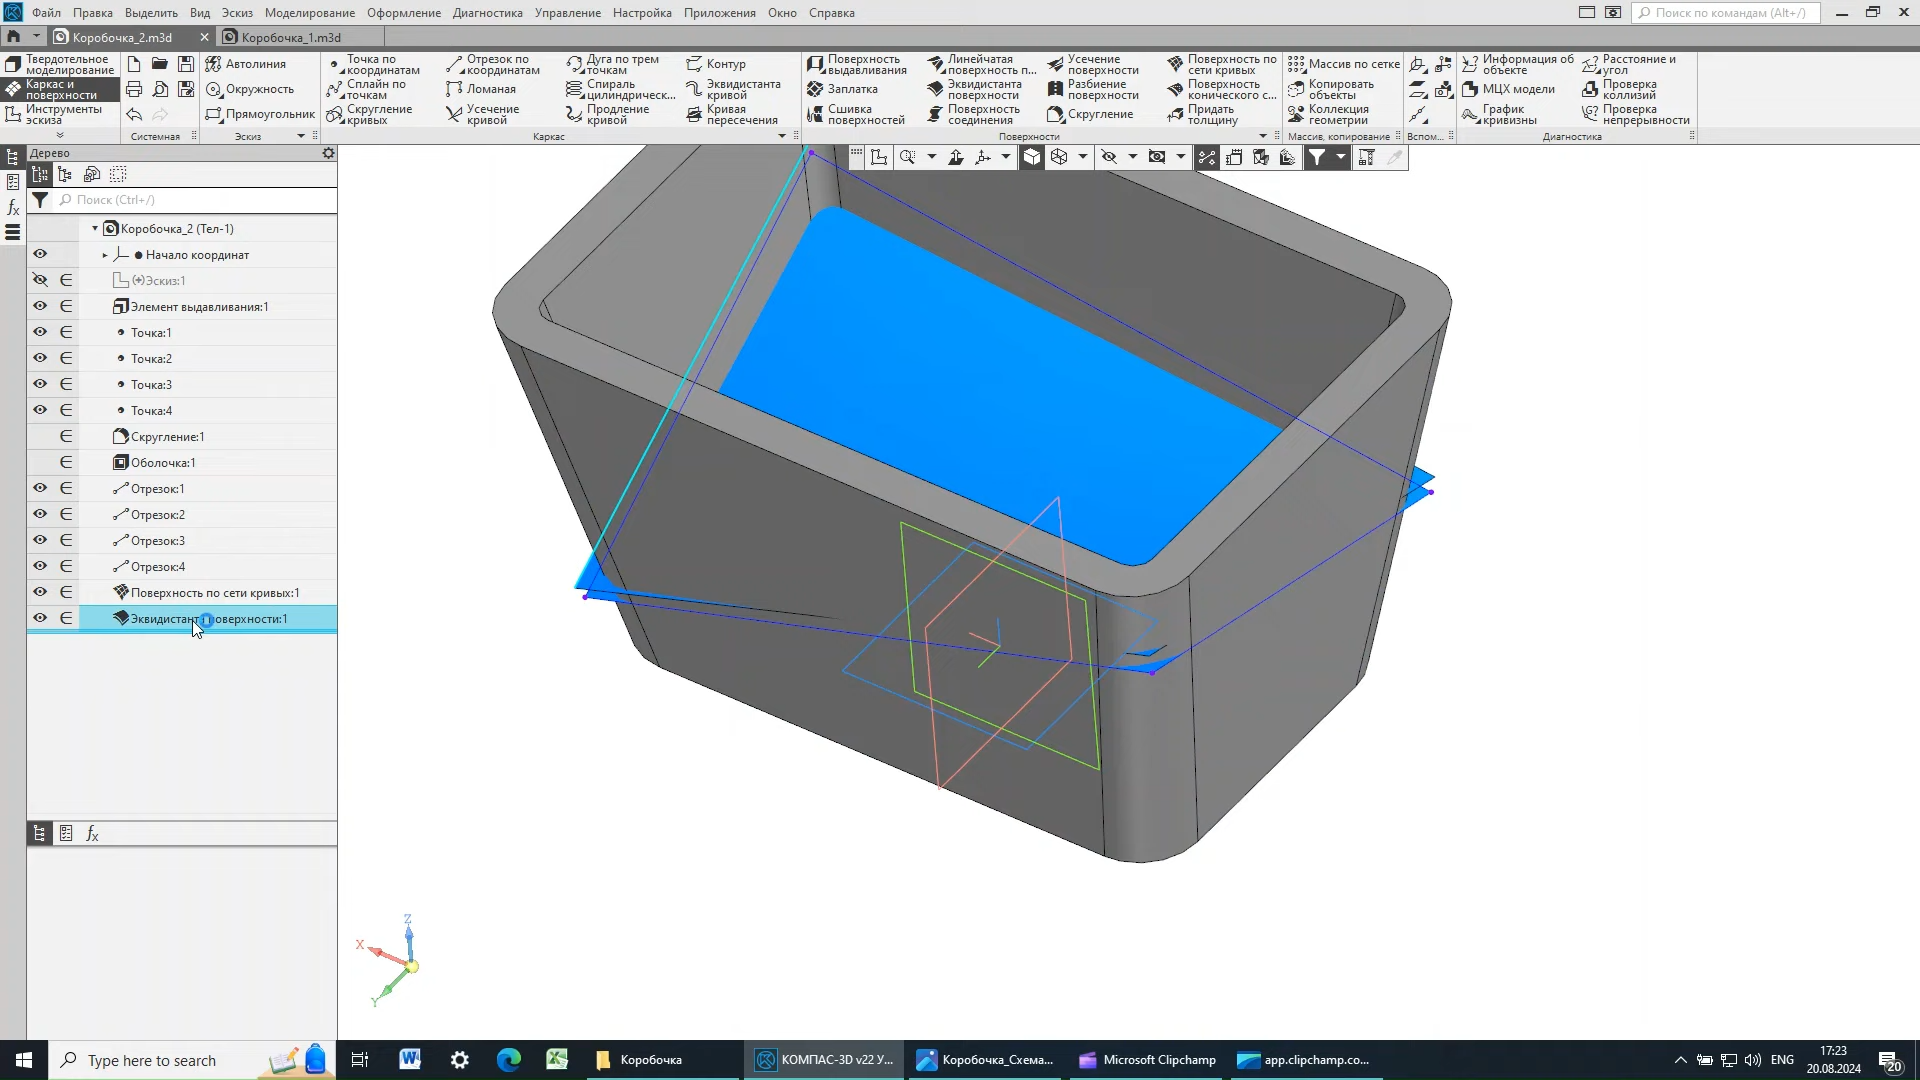 Файл Правка Выделить Вид Эскиз Моделирование Оформление Диагностика Управление Настройка Приложения Окно Справка
Поиск по командам (Alt+/)
Коробочка_2.m3d
Коробочка_1.m3d
Твердотельное моделирование
Каркас и поверхности
Инструменты эскиза
Системная
Автолиния
Окружность
Прямоугольник
Эскиз
Точка по координатам
Сплайн по точкам
Скругление кривых
Отрезок по координатам
Ломаная
Усечение кривой
Дуга по трем точкам
Спираль цилиндрическ...
Продление кривой
Контур
Эквидистанта кривой
Кривая пересечения
Каркас
Поверхность выдавливания
Заплатка
Сшивка поверхностей
Линейчатая поверхность п...
Эквидистанта поверхности
Поверхность соединения
Усечение поверхности
Разбиение поверхности
Скругление
Поверхность по сети кривых
Поверхность конического с...
Придать толщину
Поверхности
Массив по сетке
Копировать объекты
Коллекция геометрии
Массив, копирование
Вспом...
Информация об объекте
МЦХ модели
График кривизны
Расстояние и угол
Проверка коллизий
Проверка непрерывности
Диагностика
Дерево
Поиск (Ctrl+/)
Коробочка_2 (Тел-1)
Начало координат
(+)Эскиз:1
Элемент выдавливания:1
Точка:1
Точка:2
Точка:3
Точка:4
Скругление:1
Оболочка:1
Отрезок:1
Отрезок:2
Отрезок:3
Отрезок:4
Поверхность по сети кривых:1
Эквидистанта поверхности:1
Z
X
Y
Type here to search
Коробочка
КОМПАС-3D v22 У...
Коробочка_Схема...
Microsoft Clipchamp
app.clipchamp.co...
ENG
17:23
20.08.2024
20